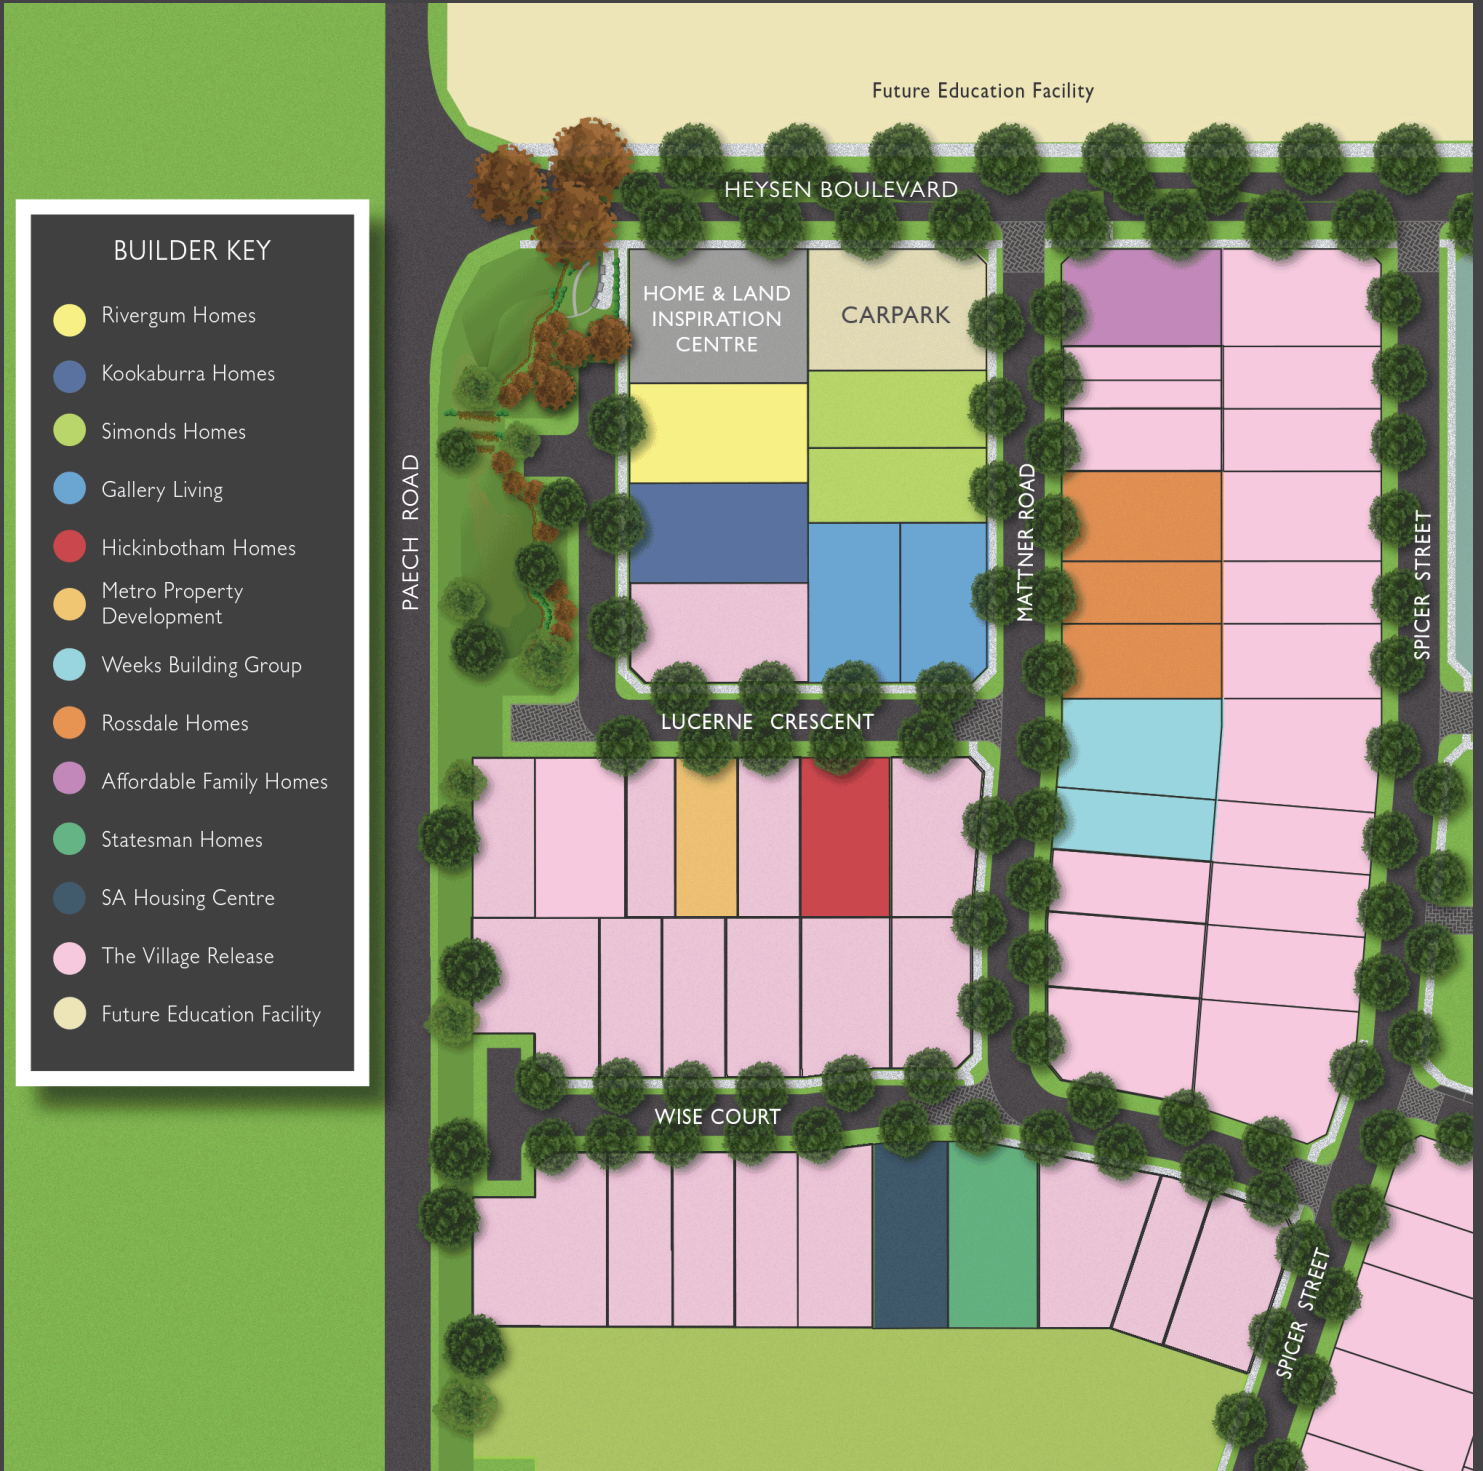 Future Education Facility
HEYSEN BOULEVARD
BUILDER KEY
Rivergum Homes
Kookaburra Homes
Simonds Homes
Gallery Living
Hickinbotham Homes
Metro Property
Development
Weeks Building Group
Rossdale Homes
Affordable Family Homes
Statesman Homes
SA Housing Centre
The Village Release
Future Education Facility
HOME & LAND
INSPIRATION
CENTRE
CARPARK
PAECH ROAD
MATTNER ROAD
SPICER STREET
LUCERNE CRESCENT
WISE COURT
SPICER STREET